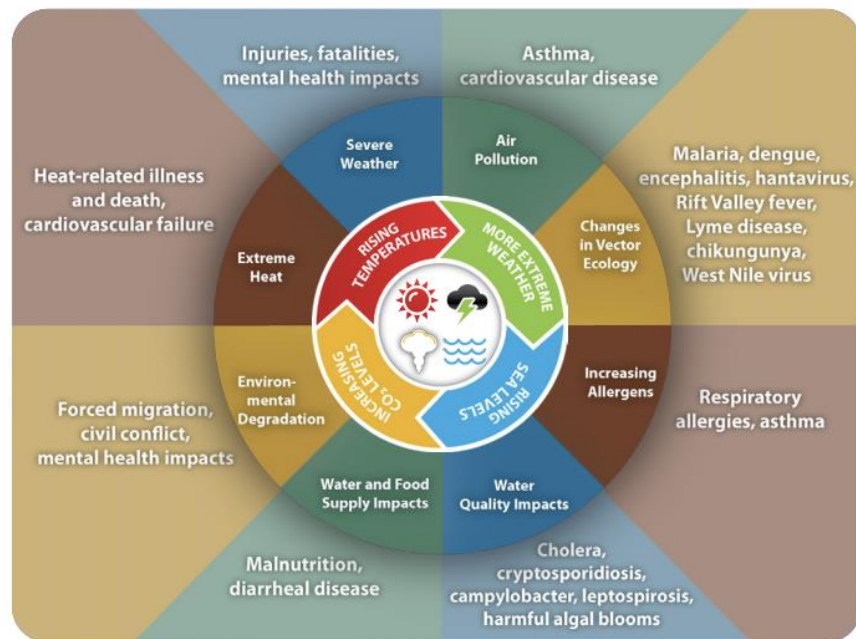 Injuries, fatalities,
mental health impacts
Asthma,
cardiovascular disease
Severe
Weather
Air
Pollution
Heat-related illness
and death,
cardiovascular failure
Malaria, dengue,
encephalitis, hantavirus,
Rift Valley fever,
Lyme disease,
chikungunya,
West Nile virus
Extreme
Heat
Changes
in Vector
Ecology
RISING
TEMPERATURES
MORE EXTREME
WEATHER
INCREASING
CO₂ LEVELS
RISING
SEA LEVELS
Environ-
mental
Degradation
Increasing
Allergens
Forced migration,
civil conflict,
mental health impacts
Respiratory
allergies, asthma
Water and Food
Supply Impacts
Water
Quality Impacts
Malnutrition,
diarrheal disease
Cholera,
cryptosporidiosis,
campylobacter, leptospirosis,
harmful algal blooms